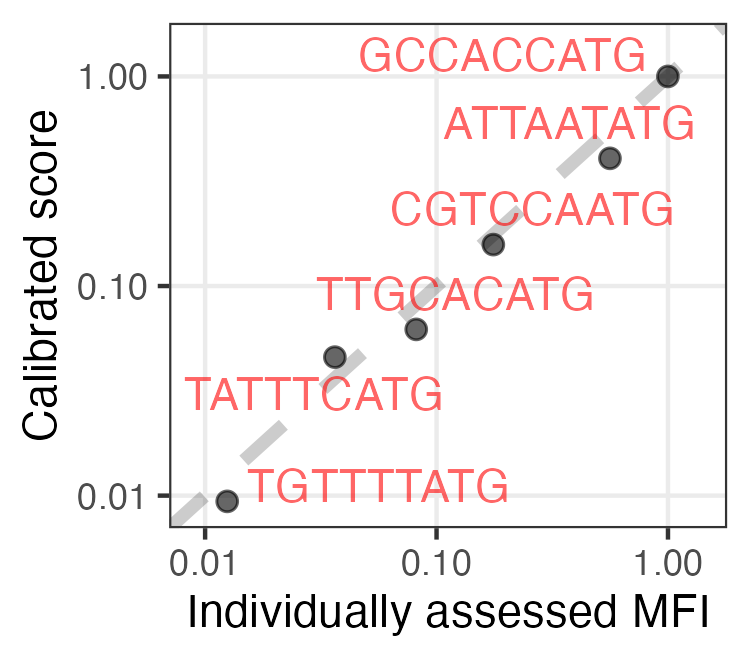 GCCACCATG
1.00
ATTAATATG
CGTCCAATG
0.10
TTGCACATG
TATTTCATG
0.01
TGTTTTATG
0.01 0.10 1.00
Individually assessed MFI
Calibrated score